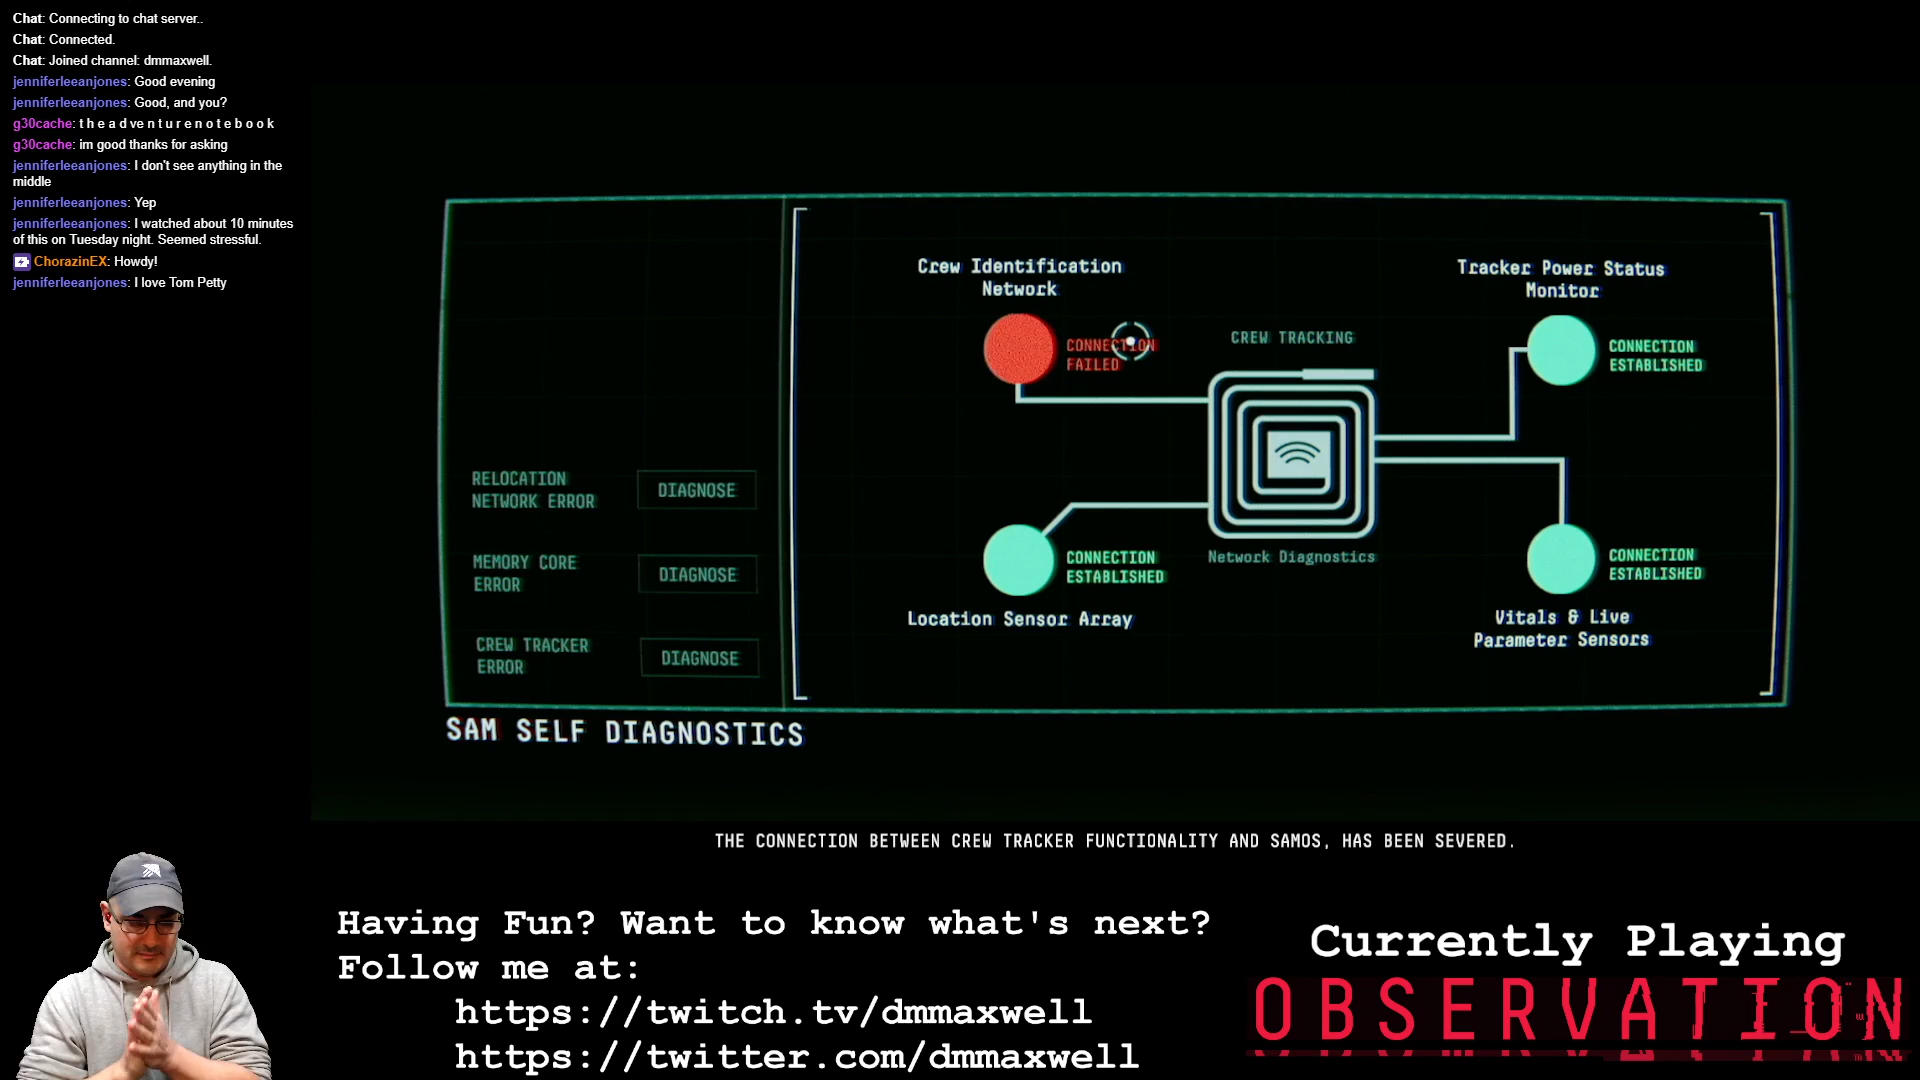 Chat: Connecting to chat server..
Chat: Connected.
Chat: Joined channel: dmmaxwell.
jenniferleeanjones: Good evening
jenniferleeanjones: Good, and you?
g30cache: t h e a d v e n t u r e n o t e b o o k
g30cache: im good thanks for asking
jenniferleeanjones: I don't see anything in the
middle
jenniferleeanjones: Yep
jenniferleeanjones: I watched about 10 minutes
of this on Tuesday night. Seemed stressful.
ChorazinEX: Howdy!
jenniferleeanjones: I love Tom Petty
Crew Identification
Network
CONNECTION
FAILED
CREW TRACKING
Tracker Power Status
Monitor
CONNECTION
ESTABLISHED
RELOCATION
NETWORK ERROR
DIAGNOSE
MEMORY CORE
ERROR
DIAGNOSE
CREW TRACKER
ERROR
DIAGNOSE
CONNECTION
ESTABLISHED
Location Sensor Array
Network Diagnostics
CONNECTION
ESTABLISHED
Vitals & Live
Parameter Sensors
SAM SELF DIAGNOSTICS
THE CONNECTION BETWEEN CREW TRACKER FUNCTIONALITY AND SAMOS, HAS BEEN SEVERED.
Having Fun? Want to know what's next?
Follow me at:
https://twitch.tv/dmmaxwell
https://twitter.com/dmmaxwell
Currently Playing
OBSERVATION